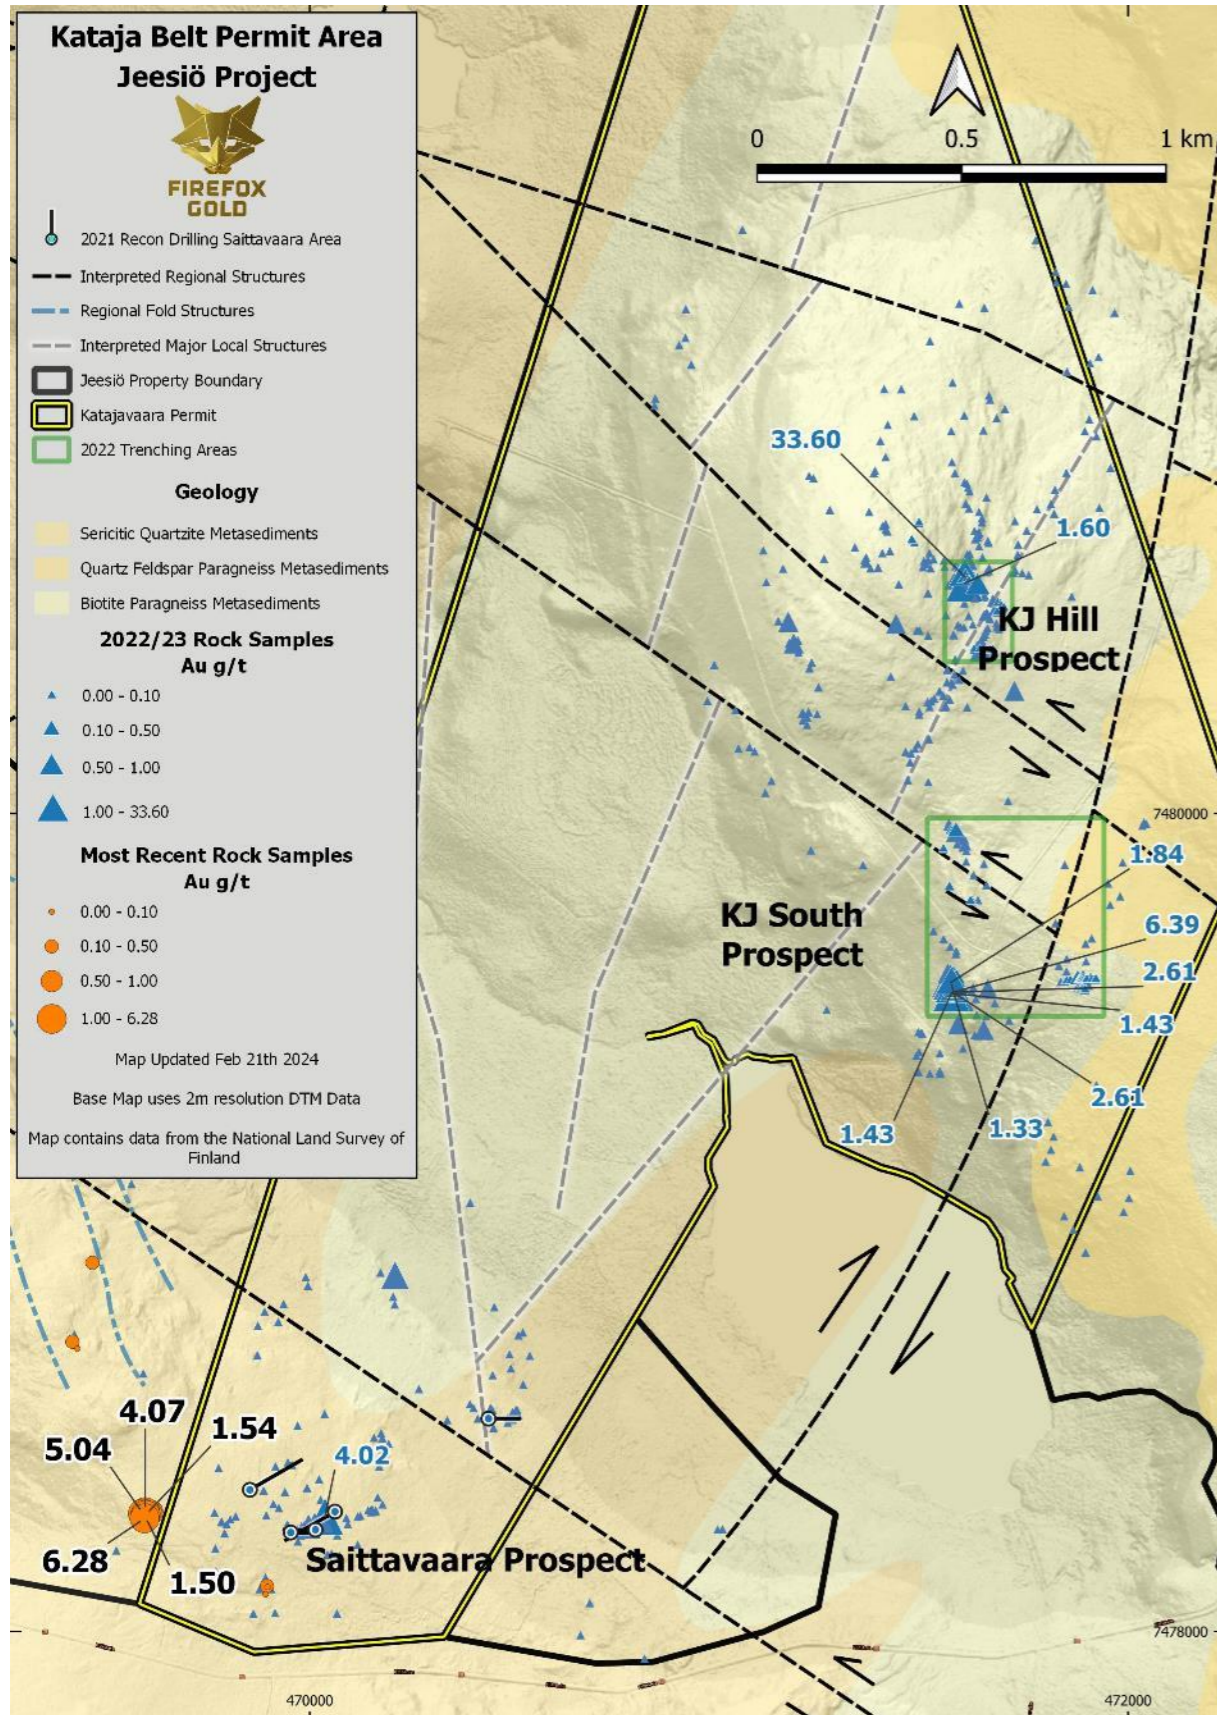 Kataja Belt Permit Area
Jeesiö Project
FIREFOX
GOLD
2021 Recon Drilling Saittavaara Area
Interpreted Regional Structures
Regional Fold Structures
Interpreted Major Local Structures
Jeesiö Property Boundary
Katajavaara Permit
2022 Trenching Areas
Geology
Sericitic Quartzite Metasediments
Quartz Feldspar Paragneiss Metasediments
Biotite Paragneiss Metasediments
2022/23 Rock Samples
Au g/t
0.00 - 0.10
0.10 - 0.50
0.50 - 1.00
1.00 - 33.60
Most Recent Rock Samples
Au g/t
0.00 - 0.10
0.10 - 0.50
0.50 - 1.00
1.00 - 6.28
Map Updated Feb 21th 2024
Base Map uses 2m resolution DTM Data
Map contains data from the National Land Survey of
Finland
0 0.5 1 km
33.60
1.60
KJ Hill
Prospect
7480000
1.84
KJ South
Prospect
6.39
2.61
1.43
2.61
1.43
1.33
4.07
1.54
5.04
4.02
6.28
1.50
Saittavaara Prospect
7478000
470000
472000